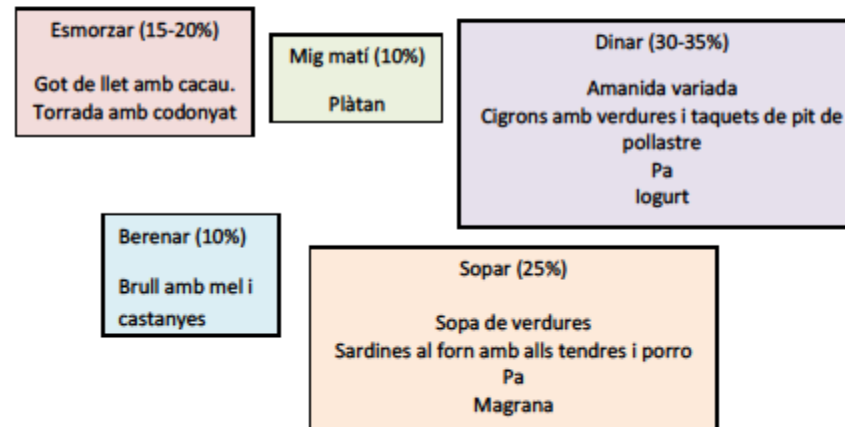 Esmorzar (15-20%)
Got de llet amb cacau.
Torrada amb codonyat
Mig matí (10%)
Plàtan
Dinar (30-35%)
Amanida variada
Cigrons amb verdures i taquets de pit de
pollastre
Pa
Iogurt
Berenar (10%)
Brull amb mel i
castanyes
Sopar (25%)
Sopa de verdures
Sardines al forn amb alls tendres i porro
Pa
Magrana